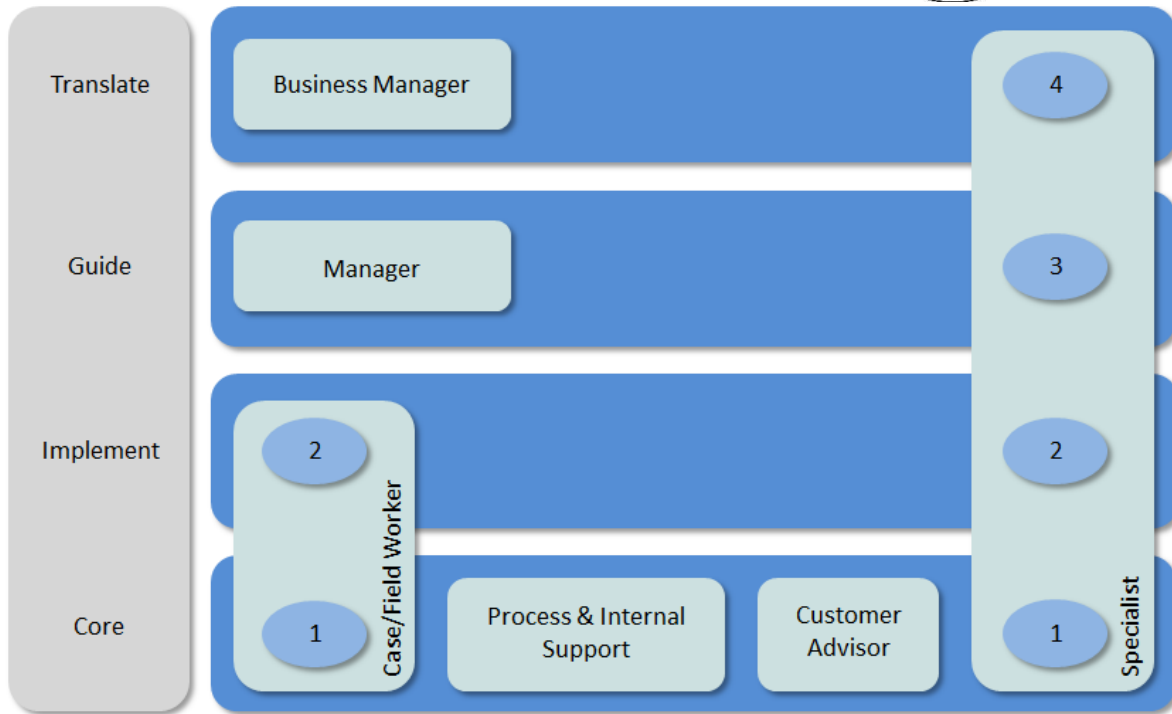 Translate
Business Manager
4
Guide
Manager
3
Implement
2
2
Case/Field Worker
Core
1
Process & Internal
Support
Customer
Advisor
1
Specialist